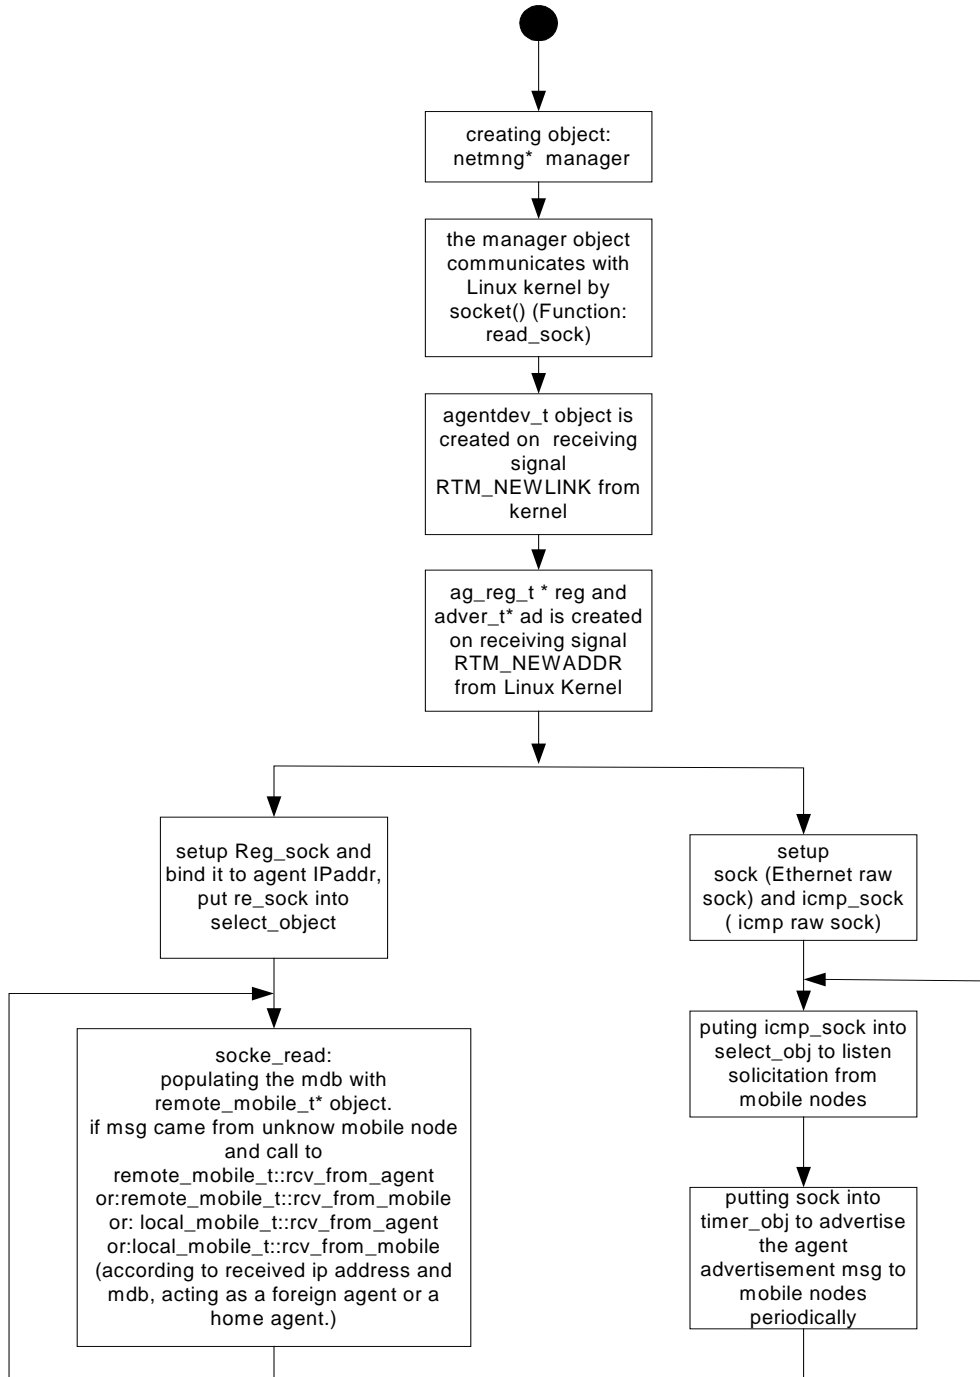 creating object:
netmng* manager
the manager object
communicates with
Linux kernel by
socket() (Function:
read_sock)
agentdev_t object is
created on receiving
signal
RTM_NEWLINK from
kernel
ag_reg_t * reg and
adver_t* ad is created
on receiving signal
RTM_NEWADDR
from Linux Kernel
setup Reg_sock and
bind it to agent IPaddr,
put re_sock into
select_object
setup
sock (Ethernet raw
sock) and icmp_sock
( icmp raw sock)
socke_read:
populating the mdb with
remote_mobile_t* object.
if msg came from unknow mobile node
and call to
remote_mobile_t::rcv_from_agent
or:remote_mobile_t::rcv_from_mobile
or: local_mobile_t::rcv_from_agent
or:local_mobile_t::rcv_from_mobile
(according to received ip address and
mdb, acting as a foreign agent or a
home agent.)
puting icmp_sock into
select_obj to listen
solicitation from
mobile nodes
putting sock into
timer_obj to advertise
the agent
advertisement msg to
mobile nodes
periodically